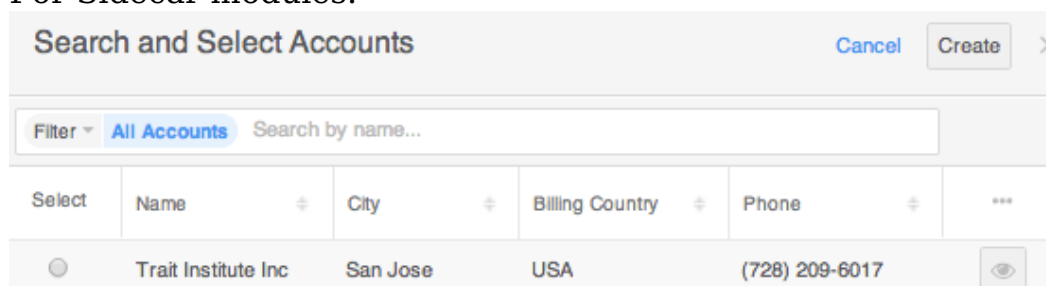 For Sidecar modules:
Search and Select Accounts Cancel Create
Filter All Accounts Search by name...
Select Name City Billing Country Phone
Trait Institute Inc San Jose USA (728) 209-6017